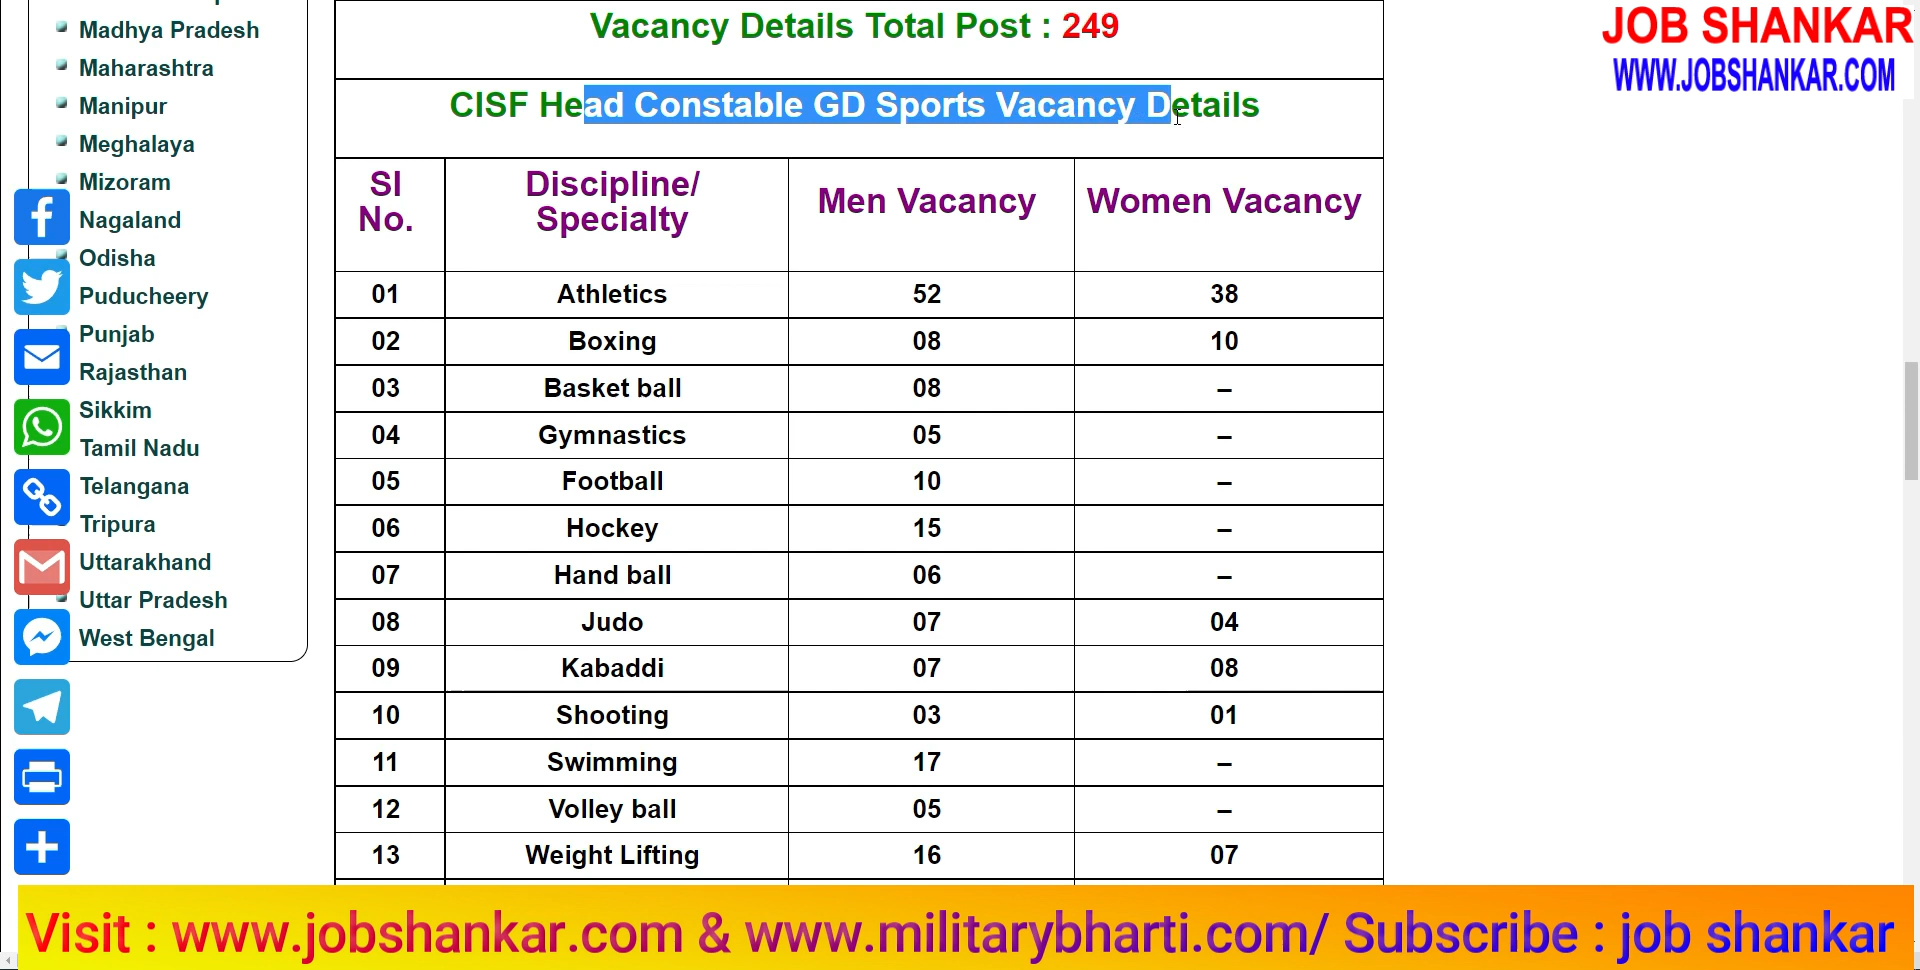 Madhya Pradesh
Maharashtra
Manipur
Meghalaya
Mizoram
Nagaland
Odisha
Puducheery
Punjab
Rajasthan
Sikkim
Tamil Nadu
Telangana
Tripura
Uttarakhand
Uttar Pradesh
West Bengal
Vacancy Details Total Post : 249
CISF Head Constable GD Sports Vacancy Details
SI No. Discipline/ Specialty Men Vacancy Women Vacancy
01 Athletics 52 38
02 Boxing 08 10
03 Basket ball 08 –
04 Gymnastics 05 –
05 Football 10 –
06 Hockey 15 –
07 Hand ball 06 –
08 Judo 07 04
09 Kabaddi 07 08
10 Shooting 03 01
11 Swimming 17 –
12 Volley ball 05 –
13 Weight Lifting 16 07
JOB SHANKAR
WWW.JOBSHANKAR.COM
Visit : www.jobshankar.com & www.militarybharti.com/ Subscribe : job shankar